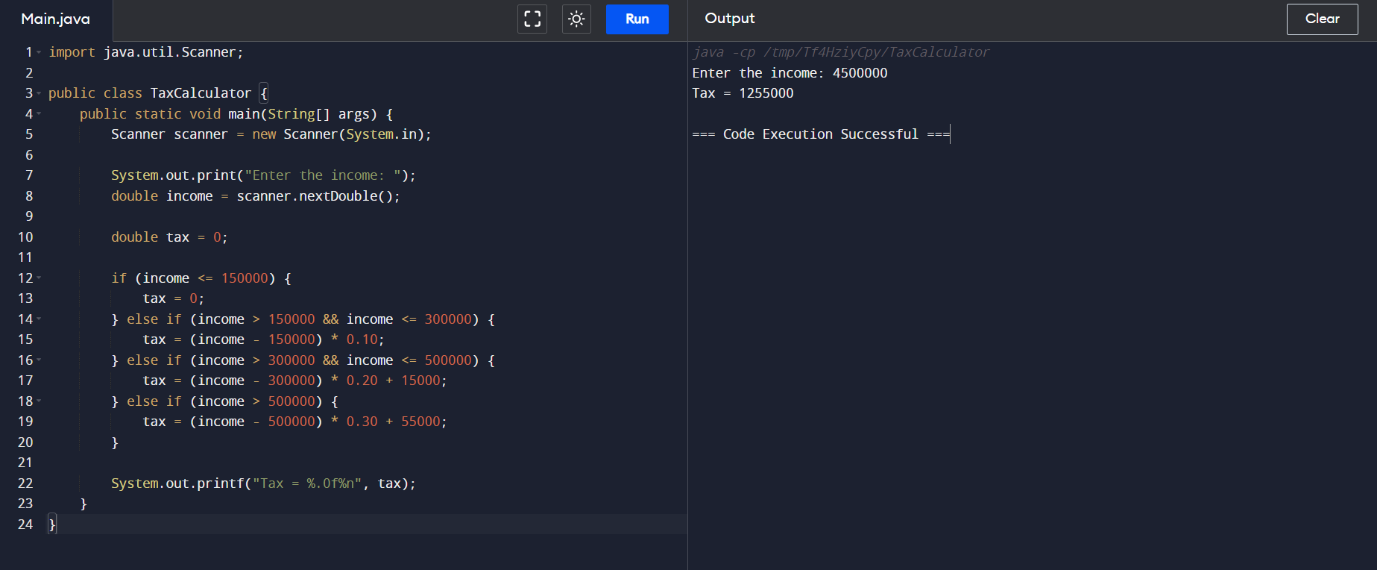 Main.java
Run
Output
Clear
1 import java.util.Scanner;
2
3 public class TaxCalculator {
4     public static void main(String[] args) {
5         Scanner scanner = new Scanner(System.in);
6
7         System.out.print("Enter the income: ");
8         double income = scanner.nextDouble();
9
10         double tax = 0;
11
12         if (income <= 150000) {
13             tax = 0;
14         } else if (income > 150000 && income <= 300000) {
15             tax = (income - 150000) * 0.10;
16         } else if (income > 300000 && income <= 500000) {
17             tax = (income - 300000) * 0.20 + 15000;
18         } else if (income > 500000) {
19             tax = (income - 500000) * 0.30 + 55000;
20         }
21
22         System.out.printf("Tax = %.0f%n", tax);
23     }
24 }
java -cp /tmp/Tf4HziyCpy/TaxCalculator
Enter the income: 4500000
Tax = 1255000
=== Code Execution Successful ===